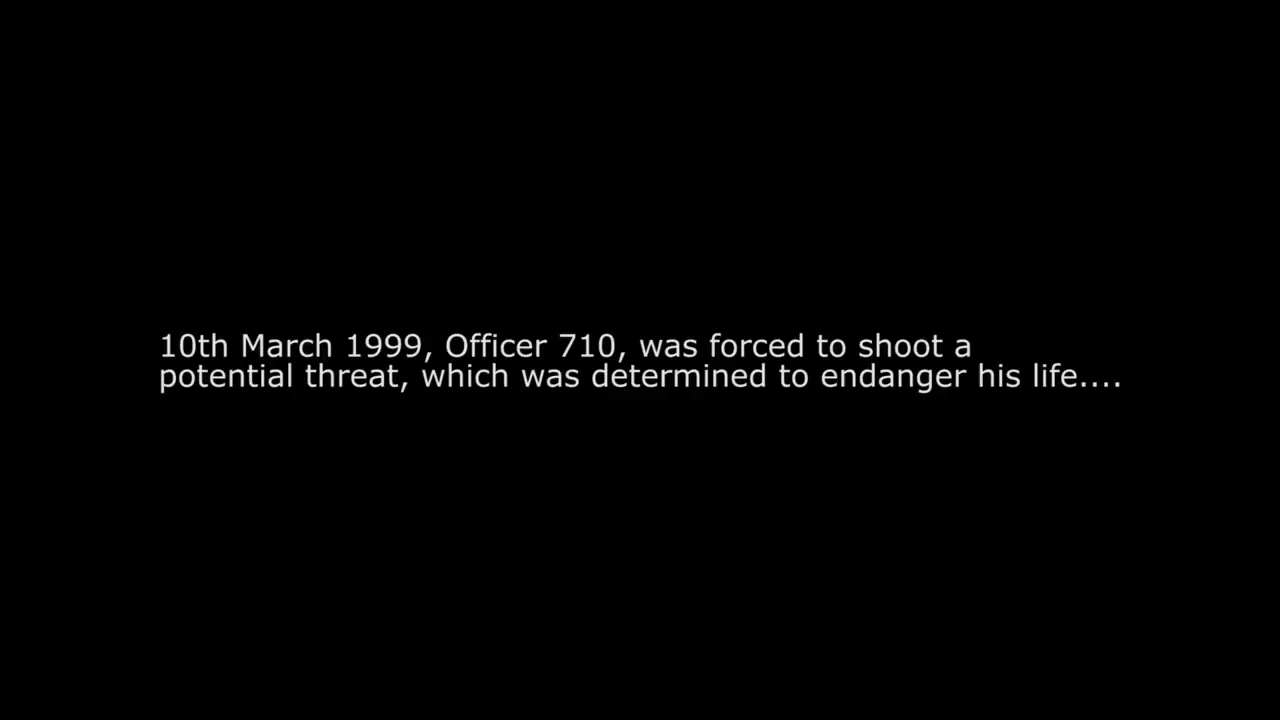 10th March 1999, Officer 710, was forced to shoot a
potential threat, which was determined to endanger his life....